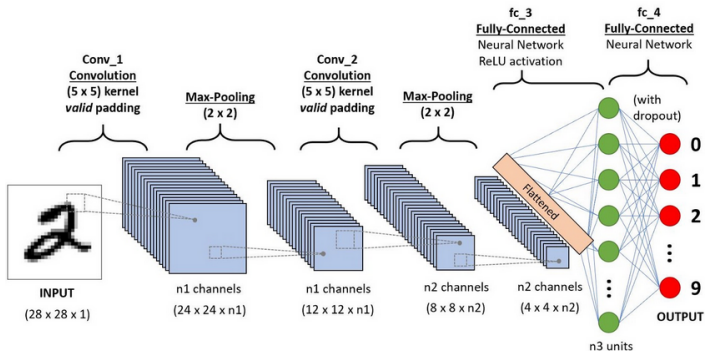 fc_3
Fully-Connected
Neural Network
ReLU activation
fc_4
Fully-Connected
Neural Network
Conv_1
Convolution
(5 x 5) kernel
valid padding
Max-Pooling
(2 x 2)
Conv_2
Convolution
(5 x 5) kernel
valid padding
Max-Pooling
(2 x 2)
(with
dropout)
Flattened
0
1
2
9
INPUT
(28 x 28 x 1)
n1 channels
(24 x 24 x n1)
n1 channels
(12 x 12 x n1)
n2 channels
(8 x 8 x n2)
n2 channels
(4 x 4 x n2)
OUTPUT
n3 units
2